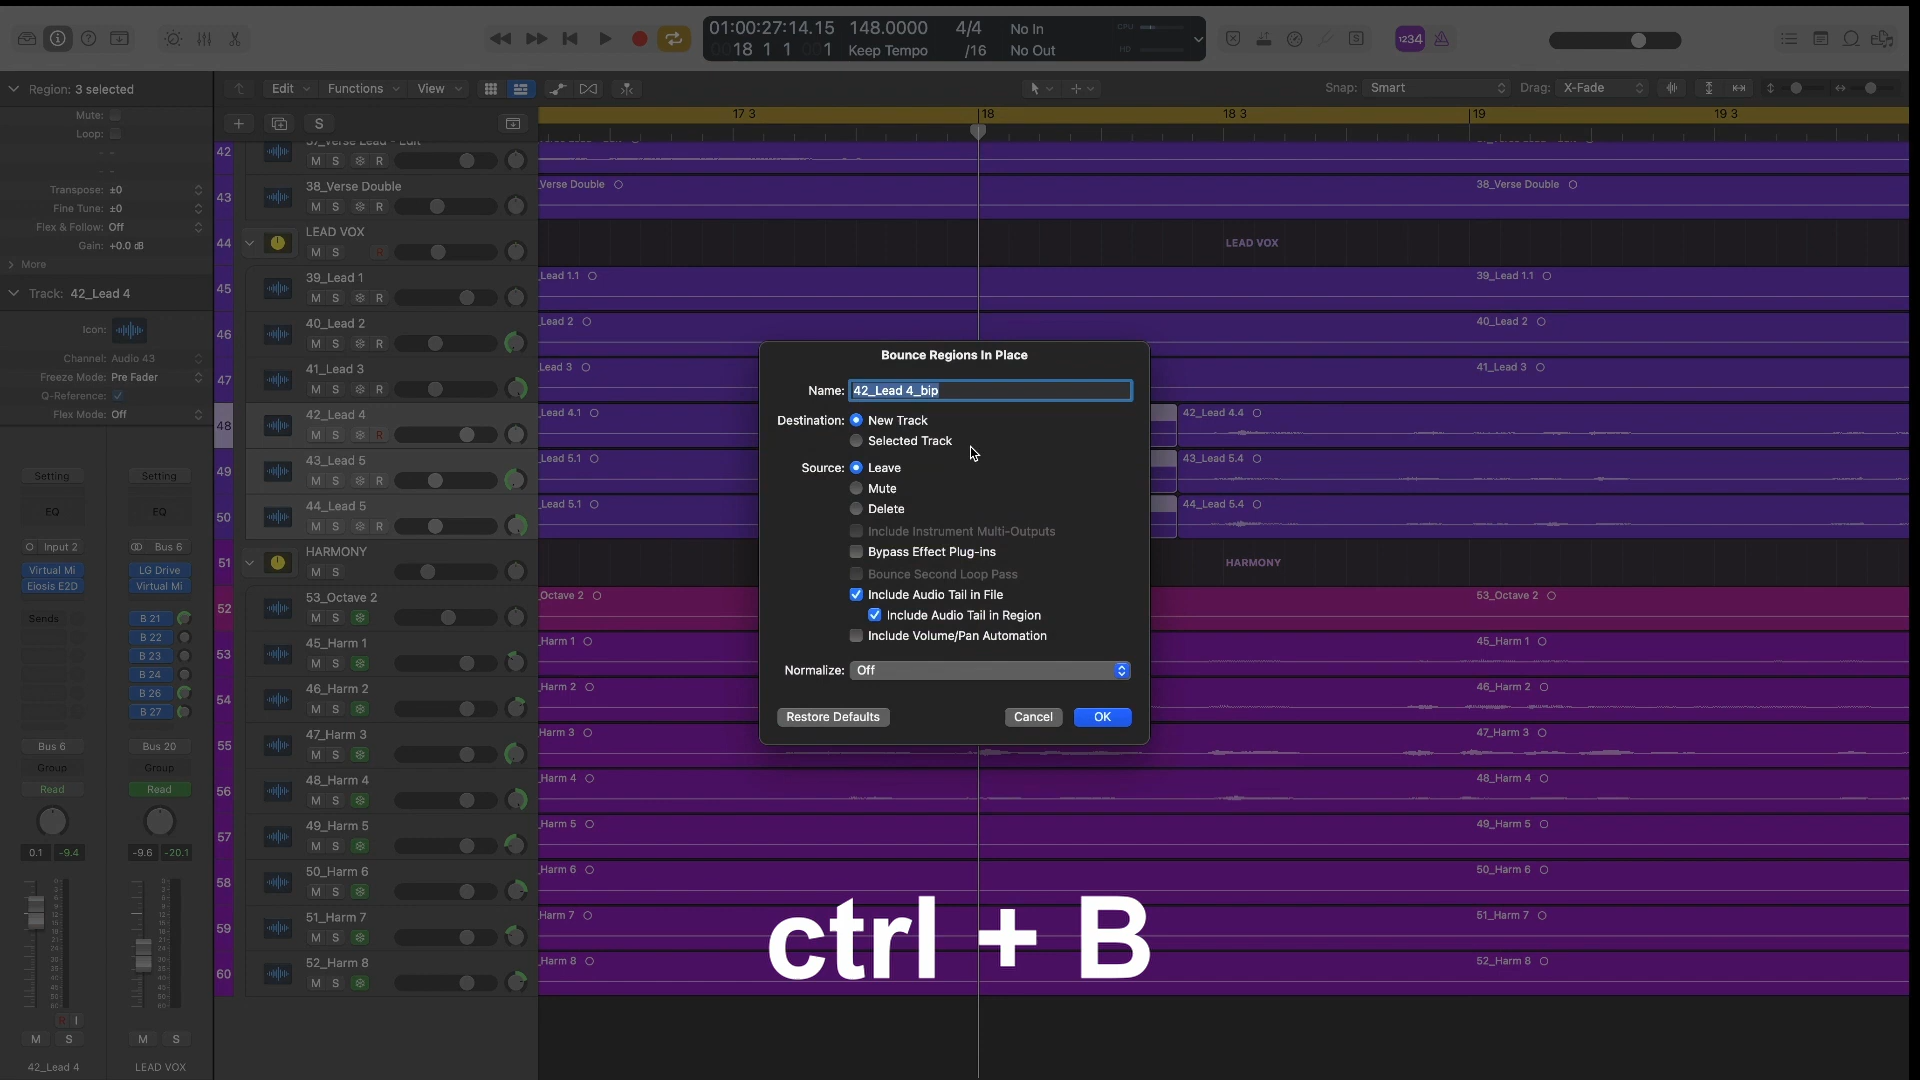 01:00:27:14.15 148.0000 4/4 No In CPU
0018 1 1 001 Keep Tempo /16 No Out HD
1234
Region: 3 selected
Edit Functions View Snap: Smart Drag: X-Fade
Mute:
Loop:
Transpose: ±0
Fine Tune: ±0
Flex & Follow: Off
Gain: +0.0 dB
More
Track: 42_Lead 4
Icon:
Channel: Audio 43
Freeze Mode: Pre Fader
Q-Reference:
Flex Mode: Off
Setting Setting
EQ EQ
Input 2 Bus 6
Virtual Mi LG Drive
Eiosis E2D Virtual Mi
Sends B 21
B 22
B 23
B 24
B 26
B 27
Bus 6 Bus 20
Group Group
Read Read
0.1 -9.4 -9.6 -20.1
R I
M S M S
42_Lead 4 LEAD VOX
S
17 3 18 18 3 19 19 3
42 37_Verse Lead - Edit
M S R
43 38_Verse Double Verse Double 38_Verse Double
M S R
44 LEAD VOX LEAD VOX
M S R
45 39_Lead 1 Lead 1.1 39_Lead 1.1
M S R
46 40_Lead 2 Lead 2 40_Lead 2
M S R
47 41_Lead 3 Lead 3 41_Lead 3
M S R
48 42_Lead 4 Lead 4.1 42_Lead 4.4
M S R
49 43_Lead 5 Lead 5.1 43_Lead 5.4
M S R
50 44_Lead 5 Lead 5.1 44_Lead 5.4
M S R
51 HARMONY HARMONY
M S
52 53_Octave 2 Octave 2 53_Octave 2
M S
53 45_Harm 1 Harm 1 45_Harm 1
M S
54 46_Harm 2 Harm 2 46_Harm 2
M S
55 47_Harm 3 Harm 3 47_Harm 3
M S
56 48_Harm 4 Harm 4 48_Harm 4
M S
57 49_Harm 5 Harm 5 49_Harm 5
M S
58 50_Harm 6 Harm 6 50_Harm 6
M S
59 51_Harm 7 Harm 7 51_Harm 7
M S
60 52_Harm 8 Harm 8 52_Harm 8
M S
Bounce Regions In Place
Name: 42_Lead 4_bip
Destination: New Track
Selected Track
Source: Leave
Mute
Delete
Include Instrument Multi-Outputs
Bypass Effect Plug-ins
Bounce Second Loop Pass
Include Audio Tail in File
Include Audio Tail in Region
Include Volume/Pan Automation
Normalize: Off
Restore Defaults Cancel OK
ctrl + B